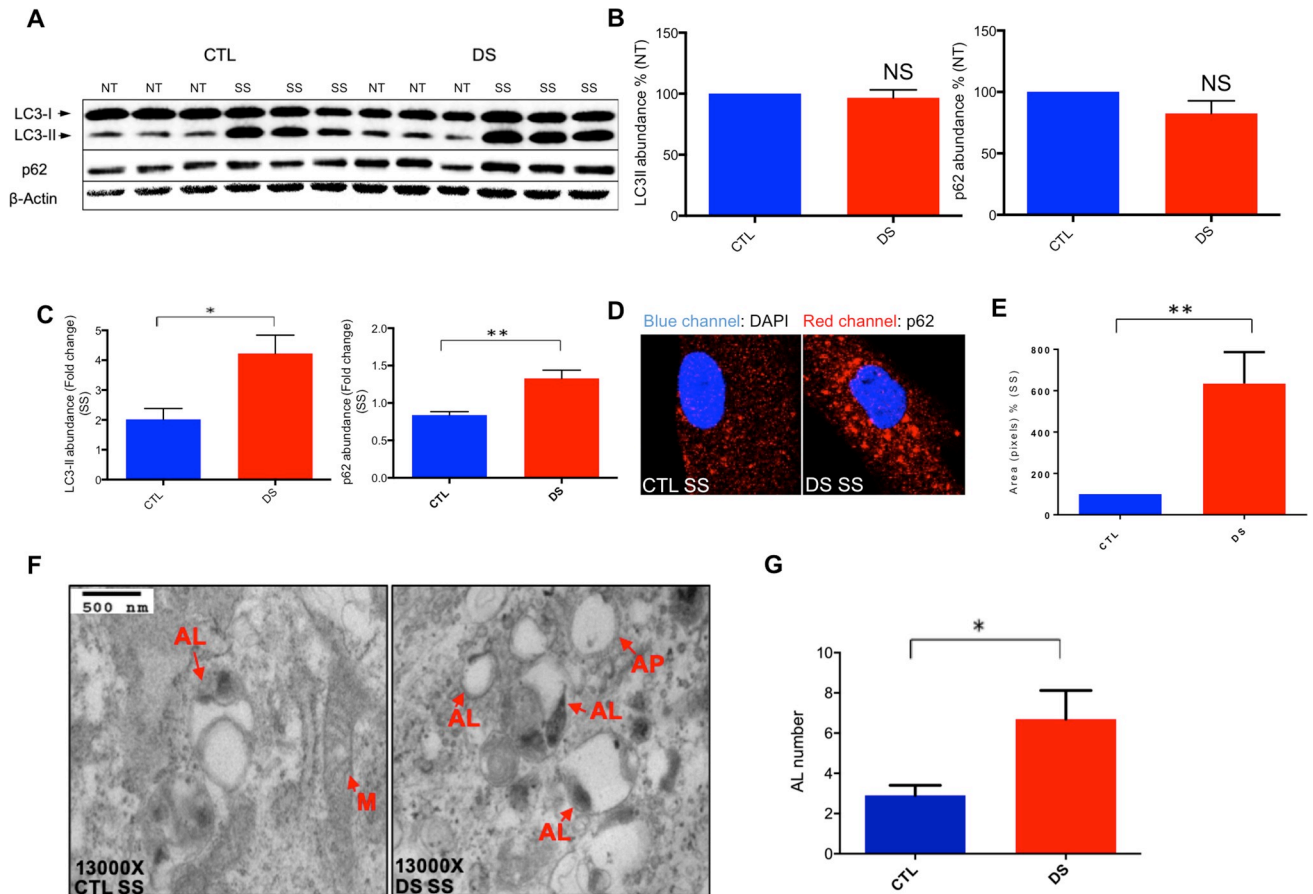 A
CTL DS
NT NT NT SS SS SS NT NT NT SS SS SS
LC3-I
LC3-II
p62
β-Actin
B
LC3II abundance % (NT)
150
100
50
0
NS
CTL DS
p62 abundance % (NT)
150
100
50
0
NS
CTL DS
C
LC3-II abundance (Fold change)
(SS)
5
4
3
2
1
0
*
CTL DS
p62 abundance (Fold change)
(SS)
2.0
1.5
1.0
0.5
0.0
**
CTL DS
D
Blue channel: DAPI Red channel: p62
CTL SS DS SS
E
Area (pixels) % (SS)
800
600
400
200
0
**
CTL DS
F
500 nm
AL
M
13000X
CTL SS
AP
AL
AL
AL
13000X
DS SS
G
AL number
10
8
6
4
2
0
*
CTL DS